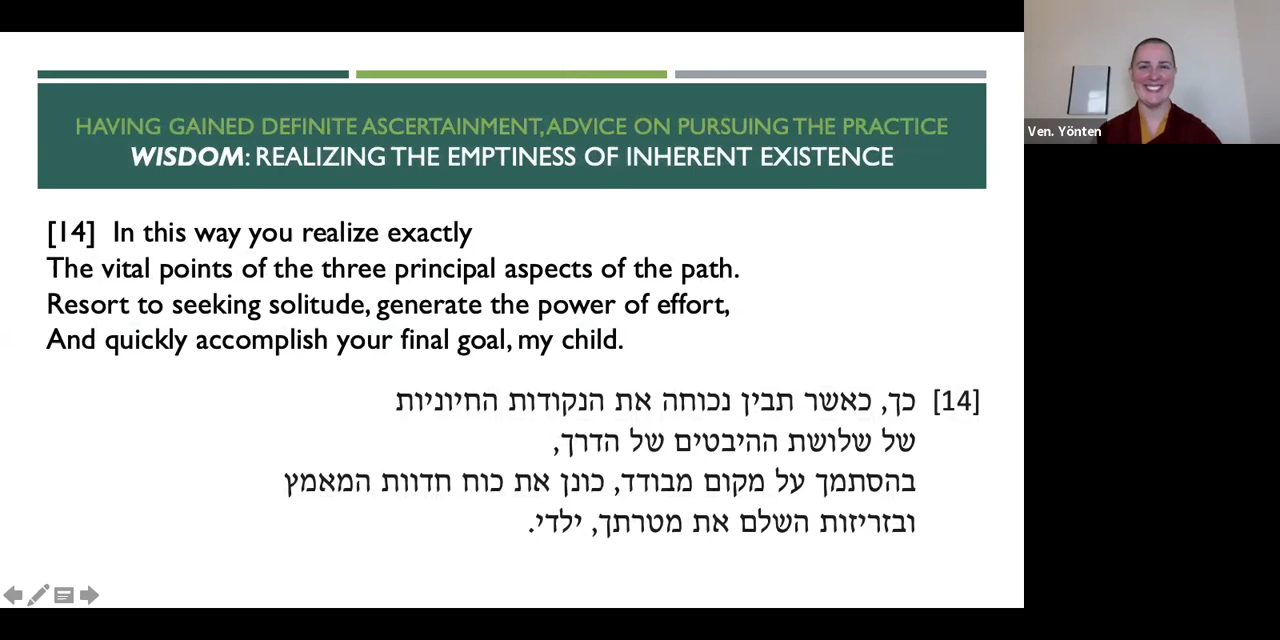 HAVING GAINED DEFINITE ASCERTAINMENT, ADVICE ON PURSUING THE PRACTICE
WISDOM: REALIZING THE EMPTINESS OF INHERENT EXISTENCE
[14] In this way you realize exactly
The vital points of the three principal aspects of the path.
Resort to seeking solitude, generate the power of effort,
And quickly accomplish your final goal, my child.
[14] כך, כאשר תבין נכוחה את הנקודות החיוניות
של שלושת ההיבטים של הדרך,
בהסתמך על מקום מבודד, כונן את כוח חדוות המאמץ
ובזריזות השלם את מטרתך, ילדי.
Ven. Yönten